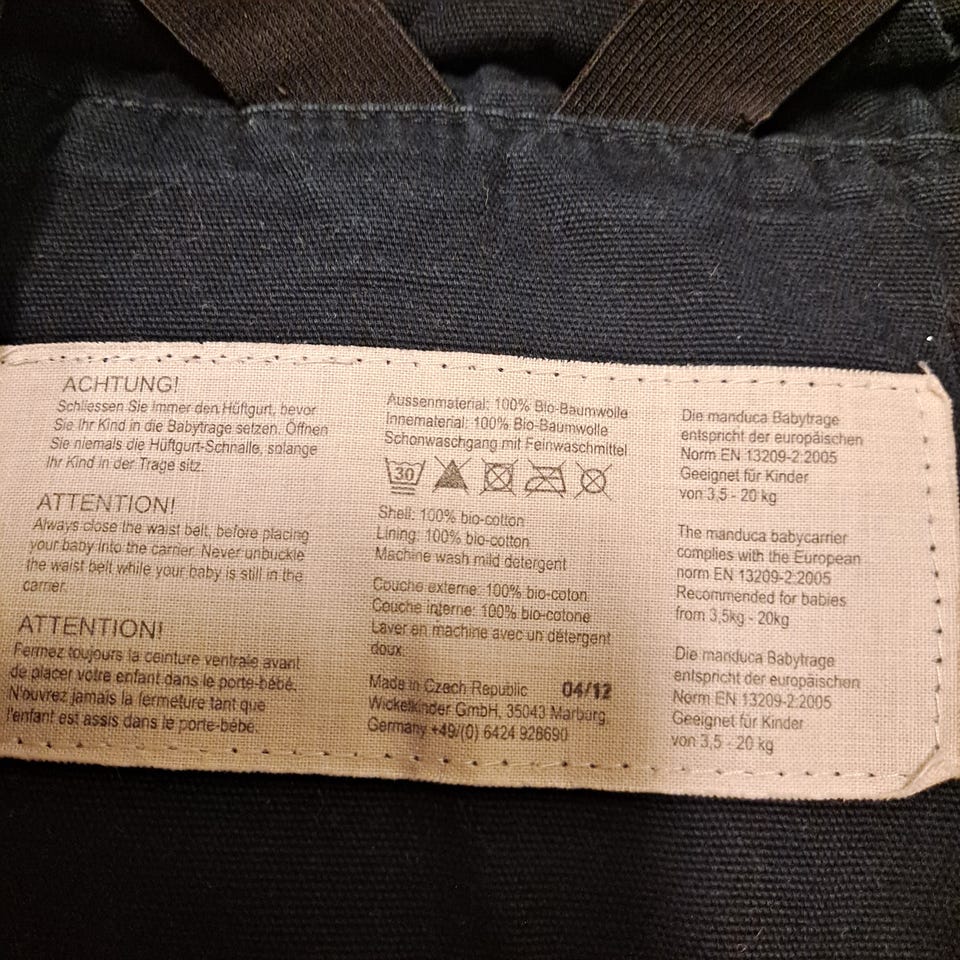 ACHTUNG!
Schliessen Sie immer den Hüftgurt, bevor
Sie Ihr Kind in die Babytrage setzen. Öffnen
Sie niemals die Hüftgurt-Schnalle, solange
Ihr Kind in der Trage sitz.
ATTENTION!
Always close the waist belt, before placing
your baby into the carrier. Never unbuckle
the waist belt while your baby is still in the
carrier.
ATTENTION!
Fermez toujours la ceinture ventrale avant
de placer votre enfant dans le porte-bébé.
N'ouvrez jamais la fermeture tant que
l'enfant est assis dans le porte-bébé.
Aussenmaterial: 100% Bio-Baumwolle
Innematerial: 100% Bio-Baumwolle
Schonwaschgang mit Feinwaschmittel
30
Shell: 100% bio-cotton
Lining: 100% bio-cotton
Machine wash mild detergent
Couche externe: 100% bio-coton
Couche interne: 100% bio-cotone
Laver en machine avec un détergent
doux
Made in Czech Republic 04/12
Wickelkinder GmbH, 35043 Marburg,
Germany +49/(0) 6424 928690
Die manduca Babytrage
entspricht der europäischen
Norm EN 13209-2:2005
Geeignet für Kinder
von 3,5 - 20 kg
The manduca babycarrier
complies with the European
norm EN 13209-2:2005
Recommended for babies
from 3,5kg - 20kg
Die manduca Babytrage
entspricht der europäischen
Norm EN 13209-2:2005
Geeignet für Kinder
von 3,5 - 20 kg